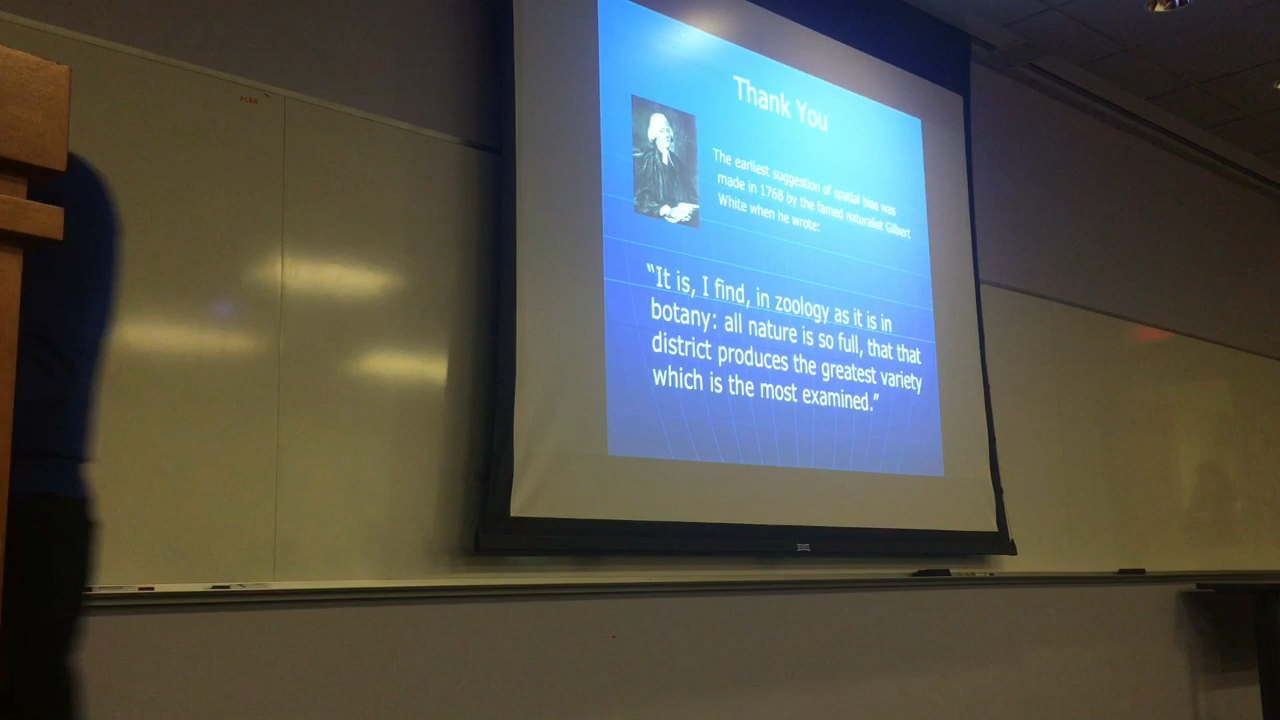 Thank You
The earliest suggestion of spatial bias was
made in 1768 by the famed naturalist Gilbert
White when he wrote:
“It is, I find, in zoology as it is in
botany: all nature is so full, that that
district produces the greatest variety
which is the most examined.”